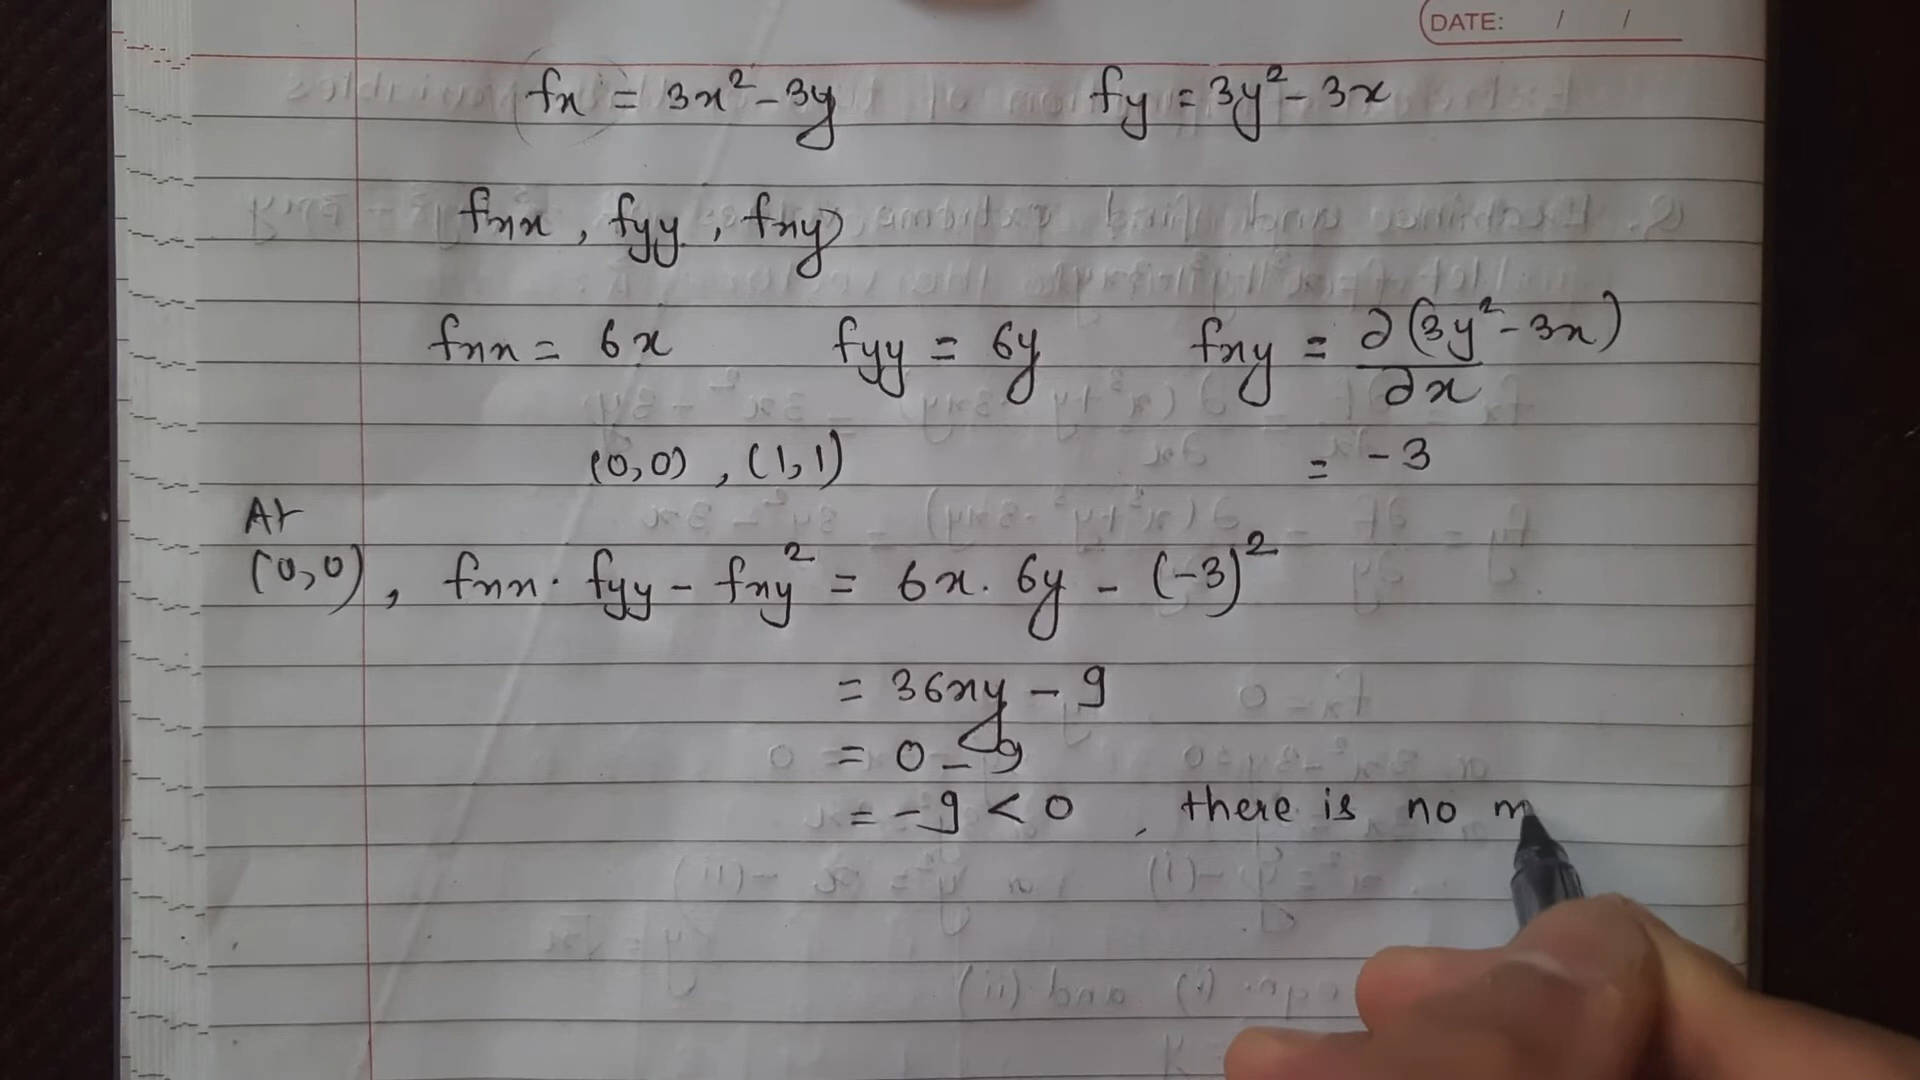 DATE: / /
fx = 3x² - 3y fy = 3y² - 3x
fxx , fyy , fxy
fxx = 6x fyy = 6y fxy = ∂(3y² - 3x)/∂x
(0,0) , (1,1) = -3
At
(0,0) , fxx · fyy - fxy² = 6x · 6y - (-3)²
= 36xy - 9
= 0 - 9
= -9 < 0 , there is no m